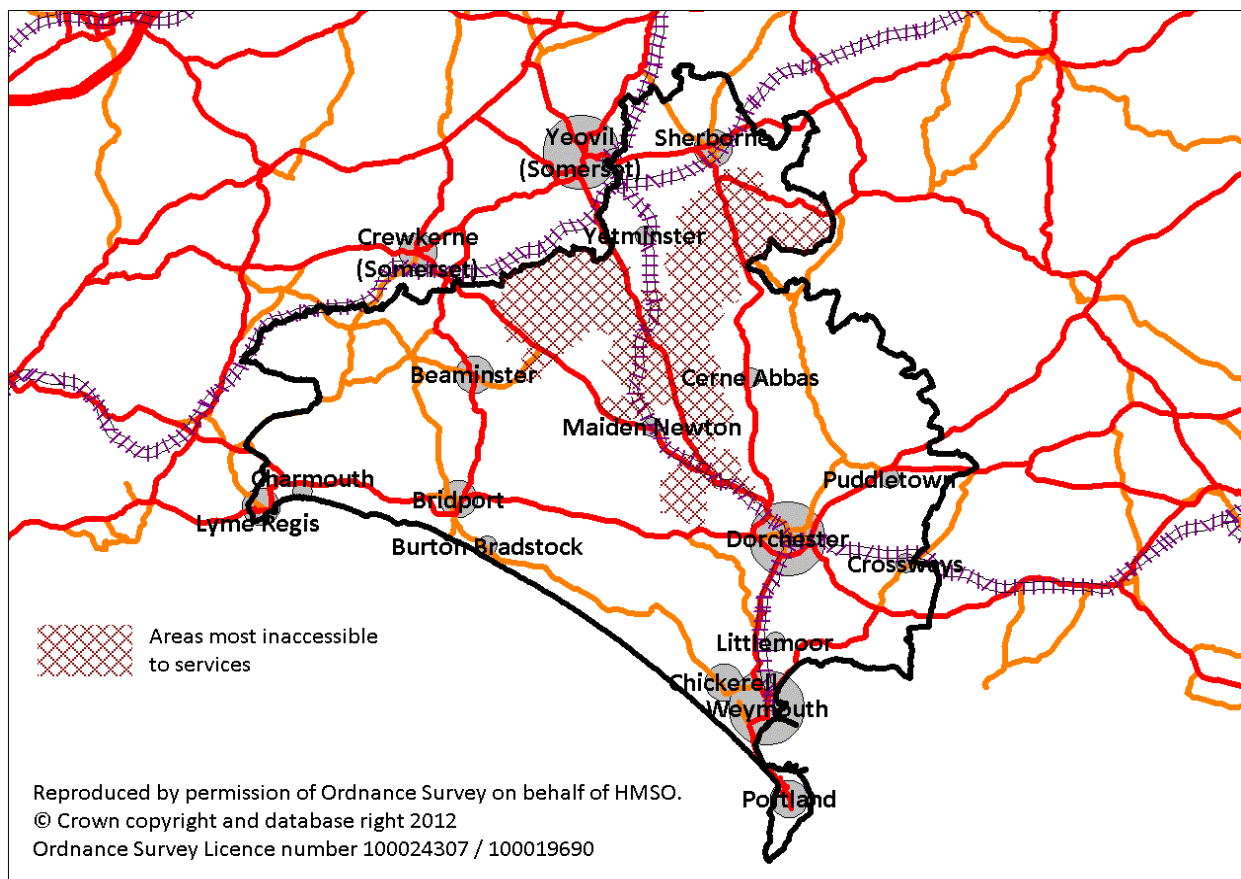 Yeovil
(Somerset)
Sherborne
Crewkerne
(Somerset)
Yetminster
Beaminster
Cerne Abbas
Maiden Newton
Charmouth
Lyme Regis
Bridport
Puddletown
Burton Bradstock
Dorchester
Crossways
Areas most inaccessible
to services
Littlemoor
Chickerell
Weymouth
Portland
Reproduced by permission of Ordnance Survey on behalf of HMSO.
© Crown copyright and database right 2012
Ordnance Survey Licence number 100024307 / 100019690